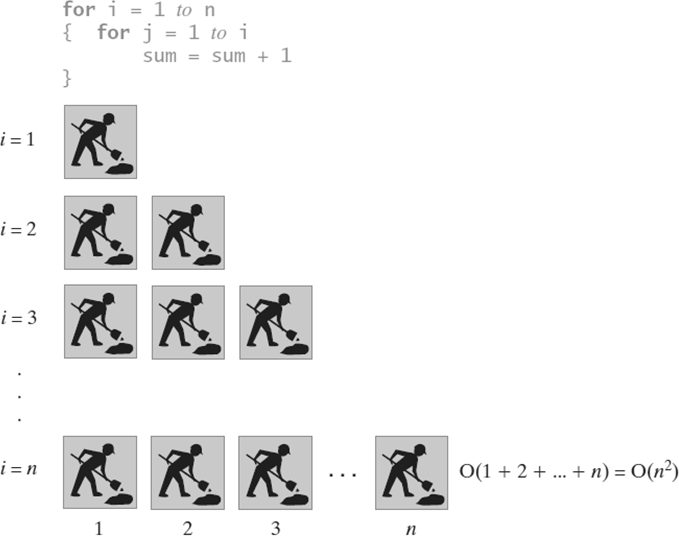 for i = 1 to n
{ for j = 1 to i
sum = sum + 1
}
i = 1
i = 2
i = 3
.
.
.
i = n ... O(1 + 2 + ... + n) = O(n²)
1 2 3 n